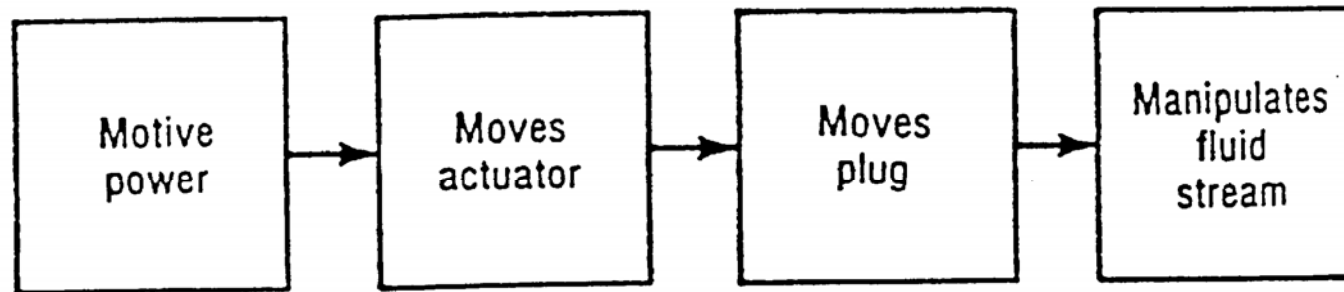 Motive
power
Moves
actuator
Moves
plug
Manipulates
fluid
stream